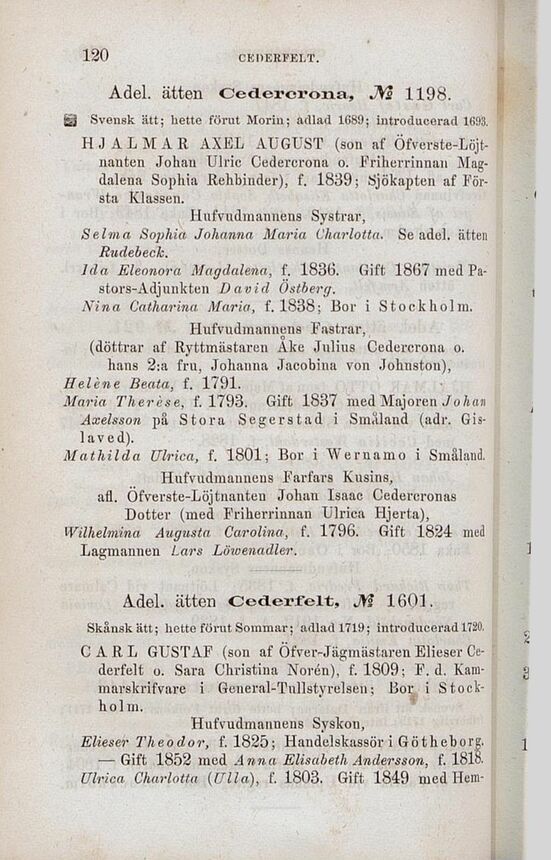 120
CEDERFELT.
Adel. ätten Cedercrona, № 1198.
Svensk ätt; hette förut Morin; adlad 1689; introducerad 1693.
HJALMAR AXEL AUGUST (son af Öfverste-Löjt-
nanten Johan Ulric Cedercrona o. Friherrinnan Mag-
dalena Sophia Rehbinder), f. 1839; Sjökapten af För-
sta Klassen.
Hufvudmannens Systrar,
Selma Sophia Johanna Maria Charlotta. Se adel. ätten
Rudebeck.
Ida Eleonora Magdalena, f. 1836. Gift 1867 med Pa-
stors-Adjunkten David Östberg.
Nina Catharina Maria, f. 1838; Bor i Stockholm.
Hufvudmannens Fastrar,
(döttrar af Ryttmästaren Åke Julius Cedercrona o.
hans 2:a fru, Johanna Jacobina von Johnston),
Helène Beata, f. 1791.
Maria Therèse, f. 1793. Gift 1837 med Majoren Johan
Axelsson på Stora Segerstad i Småland (adr. Gis-
laved).
Mathilda Ulrica, f. 1801; Bor i Wernamo i Småland.
Hufvudmannens Farfars Kusins,
afl. Öfverste-Löjtnanten Johan Isaac Cedercronas
Dotter (med Friherrinnan Ulrica Hjerta),
Wilhelmina Augusta Carolina, f. 1796. Gift 1824 med
Lagmannen Lars Löwenadler.
Adel. ätten Cederfelt, № 1601.
Skånsk ätt; hette förut Sommar; adlad 1719; introducerad 1720.
CARL GUSTAF (son af Öfver-Jägmästaren Elieser Ce-
derfelt o. Sara Christina Norén), f. 1809; F. d. Kam-
marskrifvare i General-Tullstyrelsen; Bor i Stock-
holm.
Hufvudmannens Syskon,
Elieser Theodor, f. 1825; Handelskassör i Götheborg.
— Gift 1852 med Anna Elisabeth Andersson, f. 1818.
Ulrica Charlotta (Ulla), f. 1803. Gift 1849 med Hem-